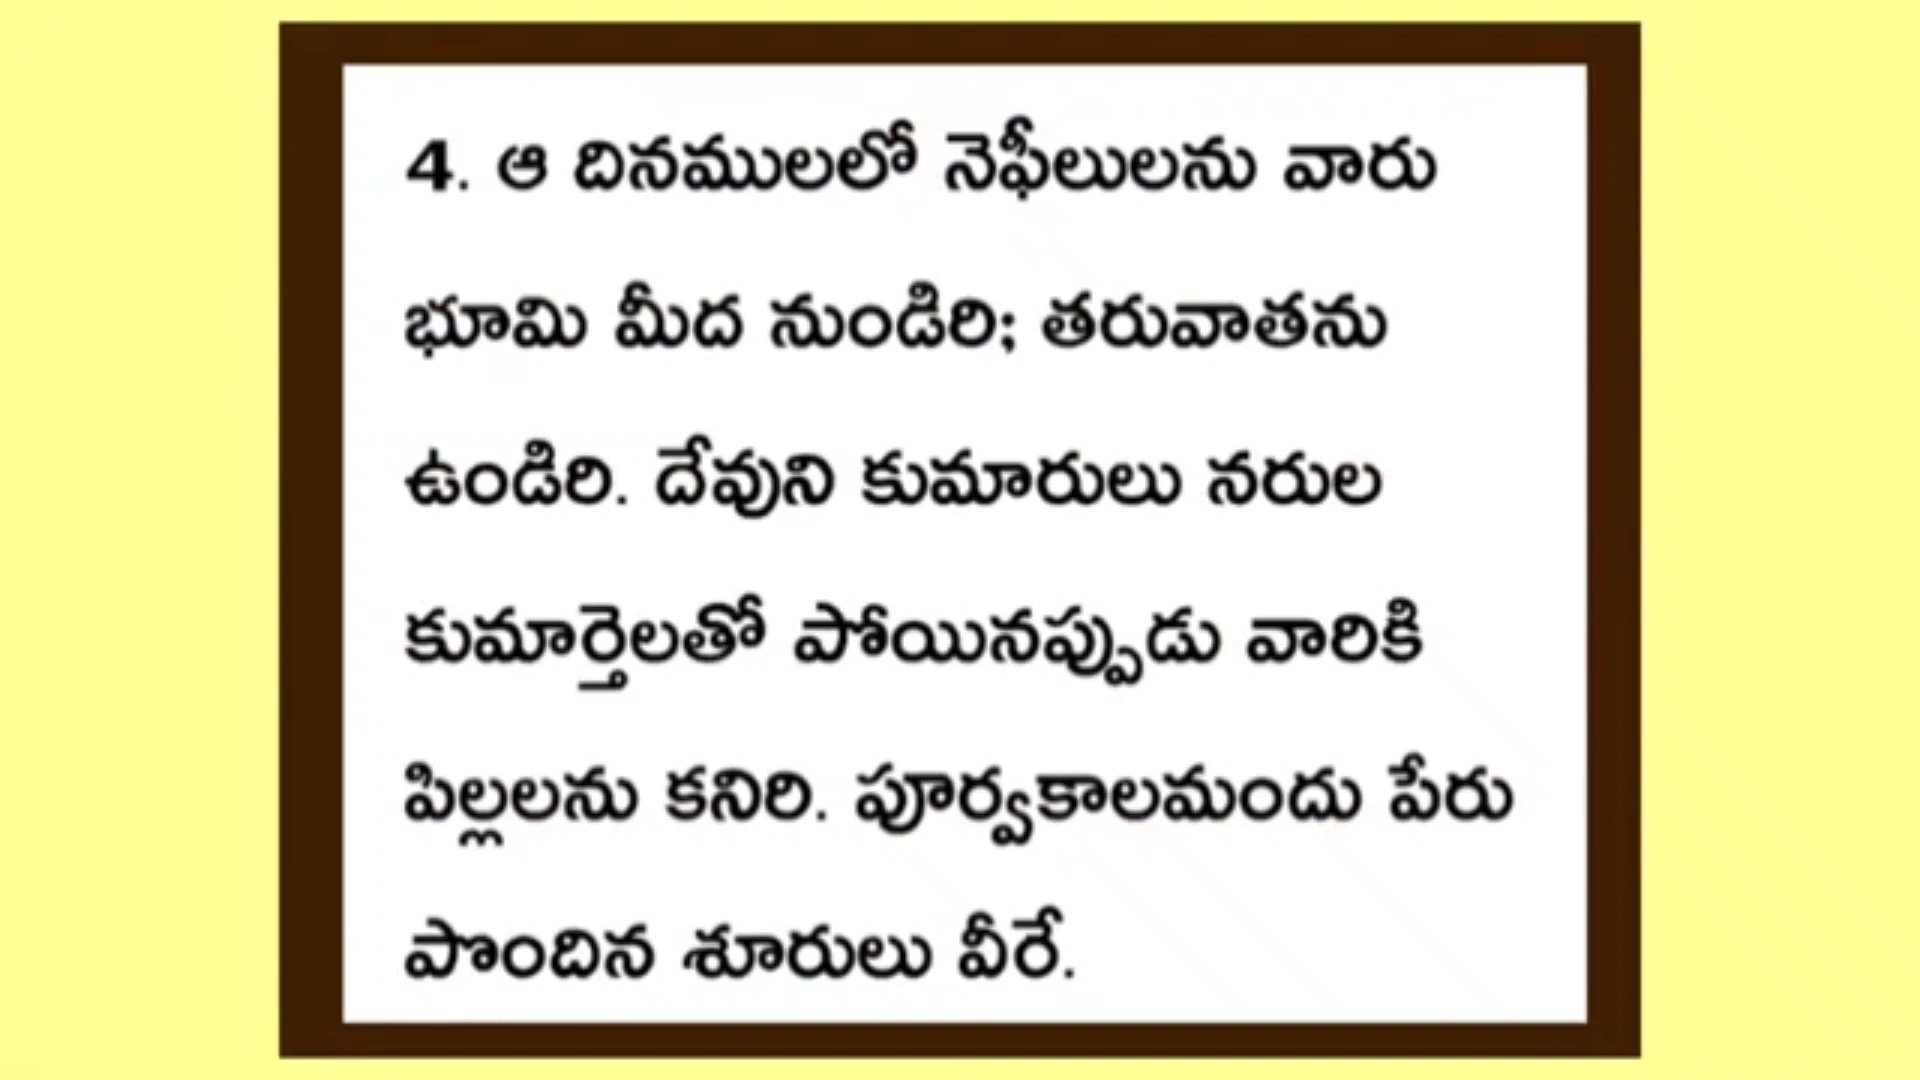 4. ఆ దినములలో నెఫీలులను వారు
భూమి మీద నుండిరి; తరువాతను
ఉండిరి. దేవుని కుమారులు నరుల
కుమార్తెలతో పోయినప్పుడు వారికి
పిల్లలను కనిరి. పూర్వకాలమందు పేరు
పొందిన శూరులు వీరే.